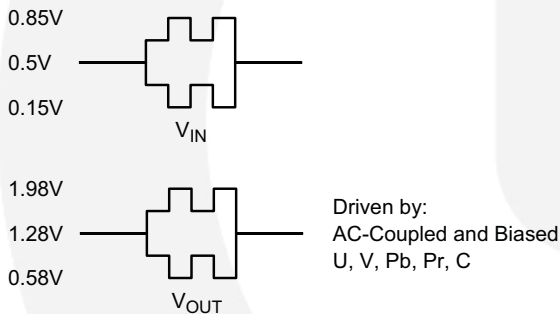 0.85V
0.5V
0.15V
VIN
1.98V
1.28V
0.58V
VOUT
Driven by:
AC-Coupled and Biased
U, V, Pb, Pr, C